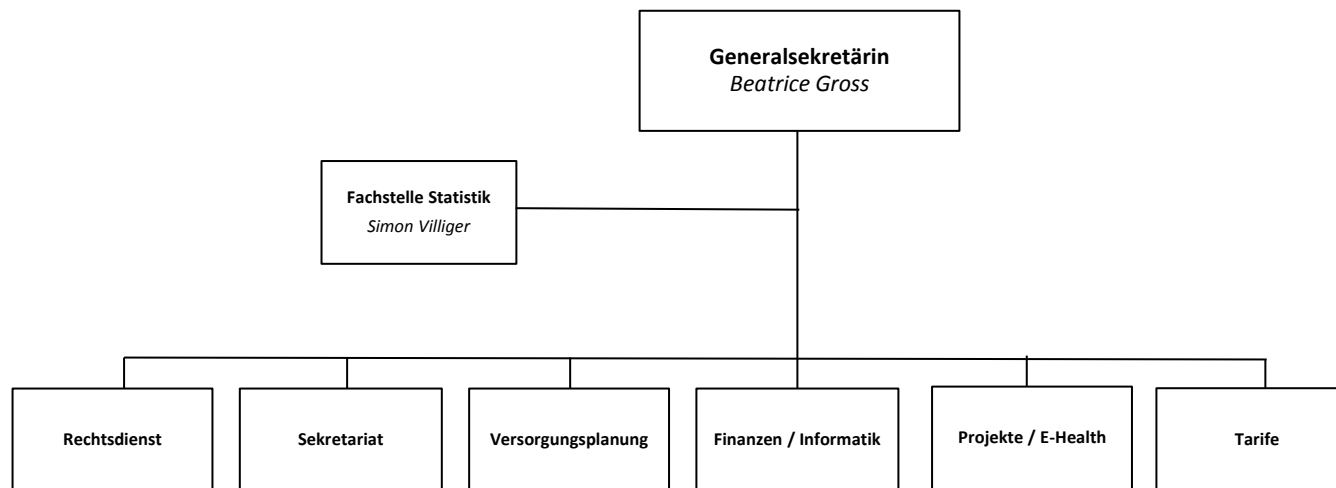 Generalsekretärin
Beatrice Gross
Fachstelle Statistik
Simon Villiger
Rechtsdienst
Sekretariat
Versorgungsplanung
Finanzen / Informatik
Projekte / E-Health
Tarife